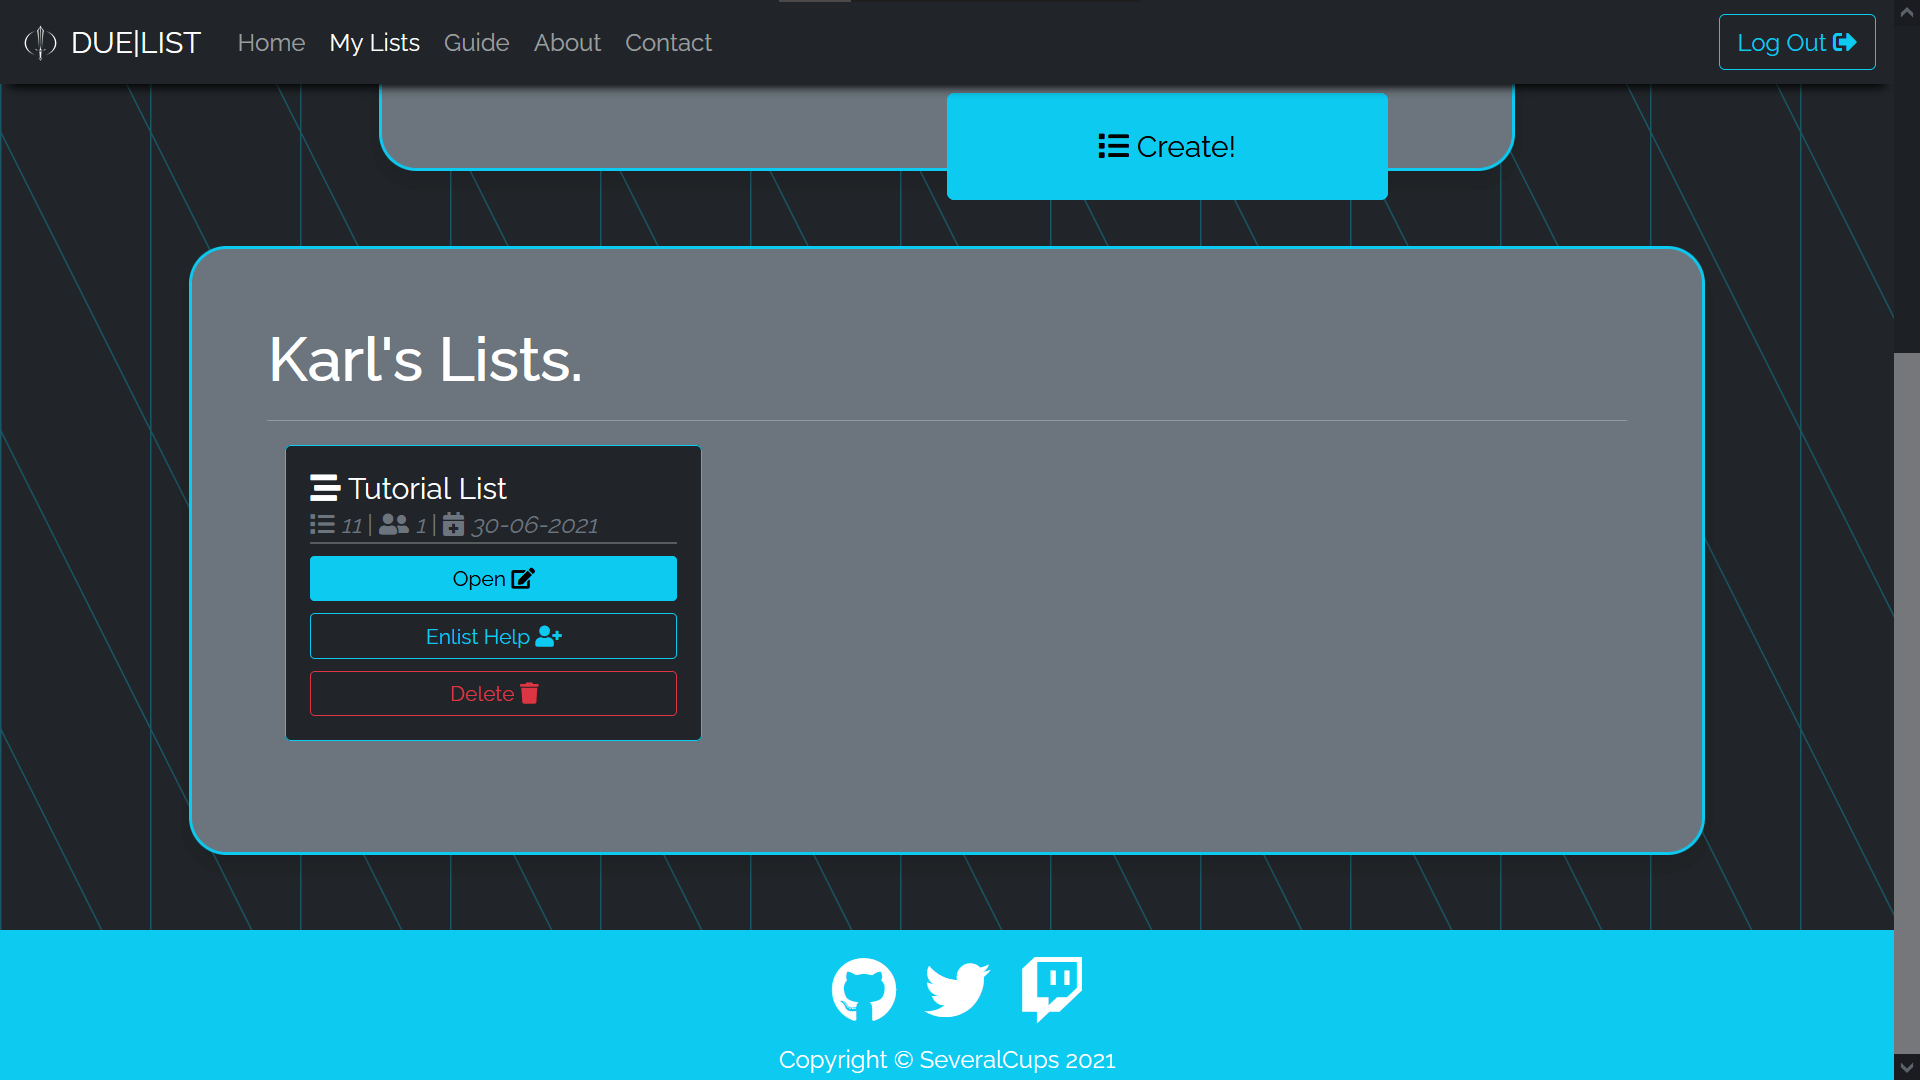 DUE|LIST Home My Lists Guide About Contact Log Out
Create!
Karl's Lists.
Tutorial List
11 | 1 | 30-06-2021
Open
Enlist Help
Delete
Copyright © SeveralCups 2021